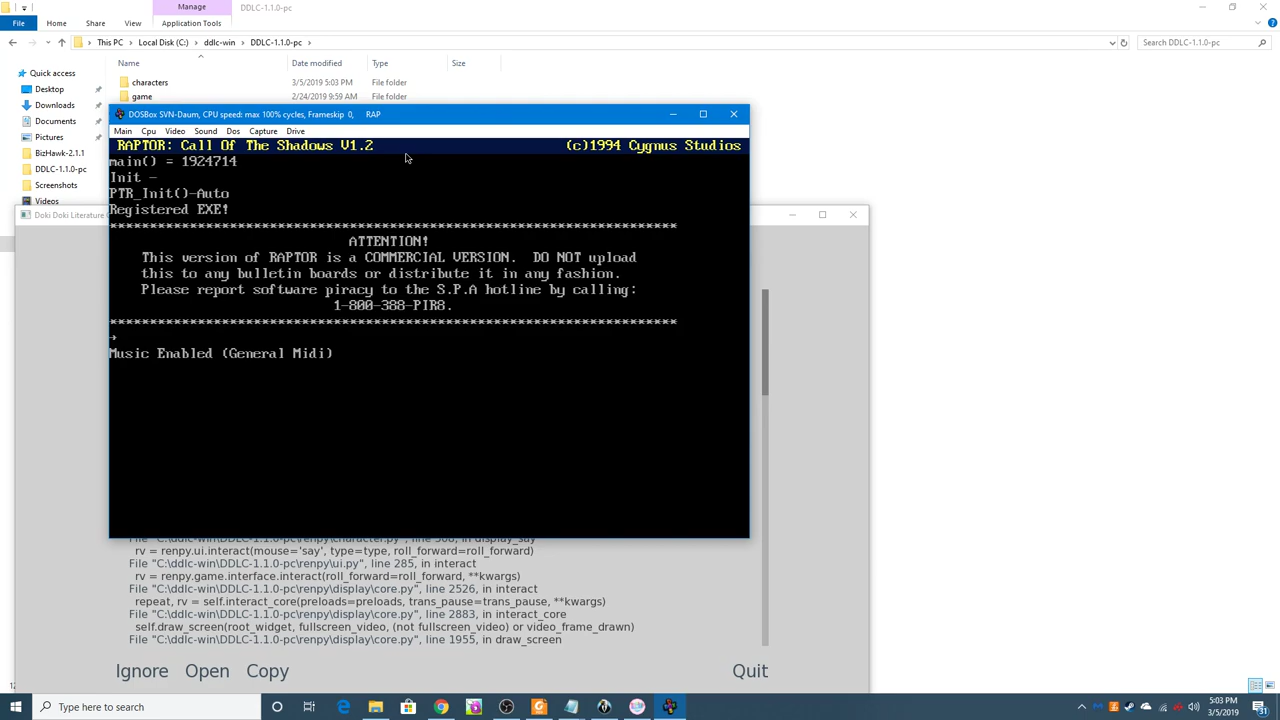 Manage
DDLC-1.1.0-pc
File
Home
Share
View
Application Tools
This PC
Local Disk (C:)
ddlc-win
DDLC-1.1.0-pc
Search DDLC-1.1.0-pc
Quick access
Desktop
Downloads
Documents
Pictures
BizHawk-2.1.1
DDLC-1.1.0-pc
Screenshots
Videos
Name
Date modified
Type
Size
characters
3/5/2019 5:03 PM
File folder
game
2/24/2019 9:59 AM
File folder
DOSBox SVN-Daum, CPU speed: max 100% cycles, Frameskip 0, RAP
Main
Cpu
Video
Sound
Dos
Capture
Drive
RAPTOR: Call Of The Shadows V1.2 (c)1994 Cygnus Studios
main() = 1924714
Init -
PTR_Init()-Auto
Registered EXE!
***********************************************************************
ATTENTION!
This version of RAPTOR is a COMMERCIAL VERSION. DO NOT upload
this to any bulletin boards or distribute it in any fashion.
Please report software piracy to the S.P.A hotline by calling:
1-800-388-PIR8.
***********************************************************************
→
Music Enabled (General Midi)
Doki Doki Literature C
rv = renpy.ui.interact(mouse='say', type=type, roll_forward=roll_forward)
File "C:\ddlc-win\DDLC-1.1.0-pc\renpy\ui.py", line 285, in interact
rv = renpy.game.interface.interact(roll_forward=roll_forward, **kwargs)
File "C:\ddlc-win\DDLC-1.1.0-pc\renpy\display\core.py", line 2526, in interact
repeat, rv = self.interact_core(preloads=preloads, trans_pause=trans_pause, **kwargs)
File "C:\ddlc-win\DDLC-1.1.0-pc\renpy\display\core.py", line 2883, in interact_core
self.draw_screen(root_widget, fullscreen_video, (not fullscreen_video) or video_frame_drawn)
File "C:\ddlc-win\DDLC-1.1.0-pc\renpy\display\core.py", line 1955, in draw_screen
Ignore
Open
Copy
Quit
Type here to search
5:03 PM
3/5/2019
31